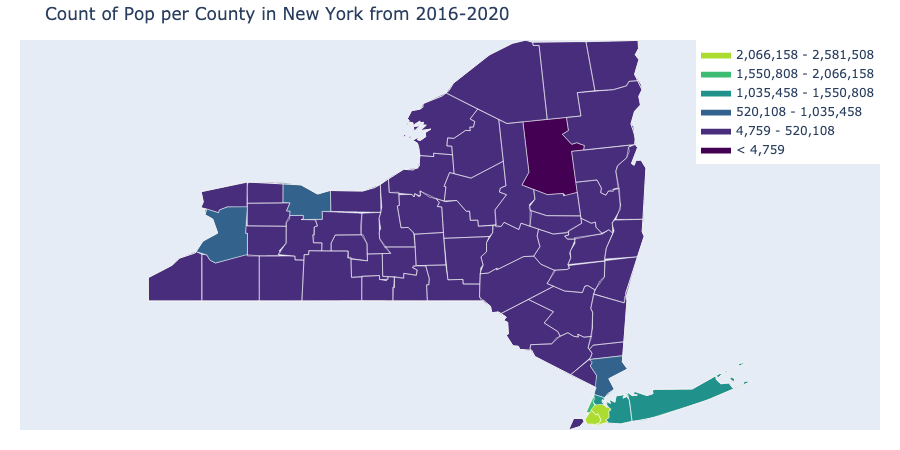 Count of Pop per County in New York from 2016-2020
2,066,158 - 2,581,508
1,550,808 - 2,066,158
1,035,458 - 1,550,808
520,108 - 1,035,458
4,759 - 520,108
< 4,759